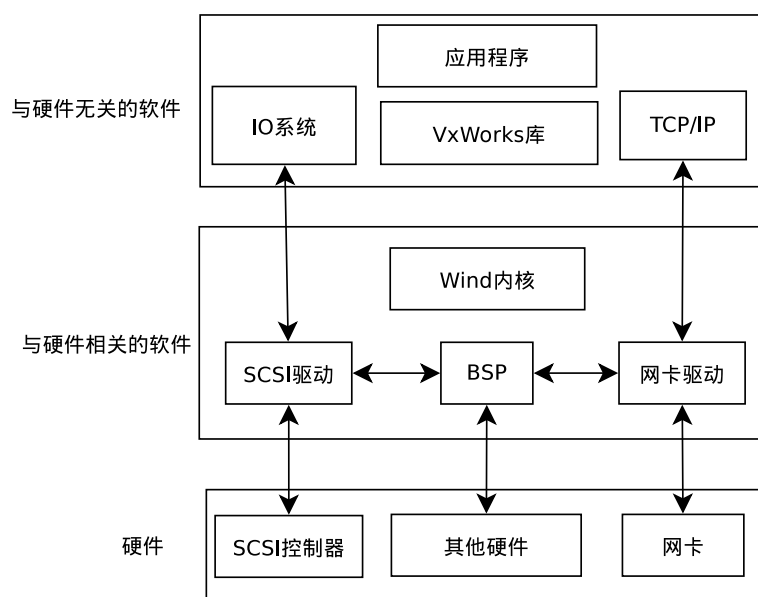 应用程序
与硬件无关的软件
IO系统
VxWorks库
TCP/IP
Wind内核
与硬件相关的软件
SCSI驱动
BSP
网卡驱动
硬件
SCSI控制器
其他硬件
网卡